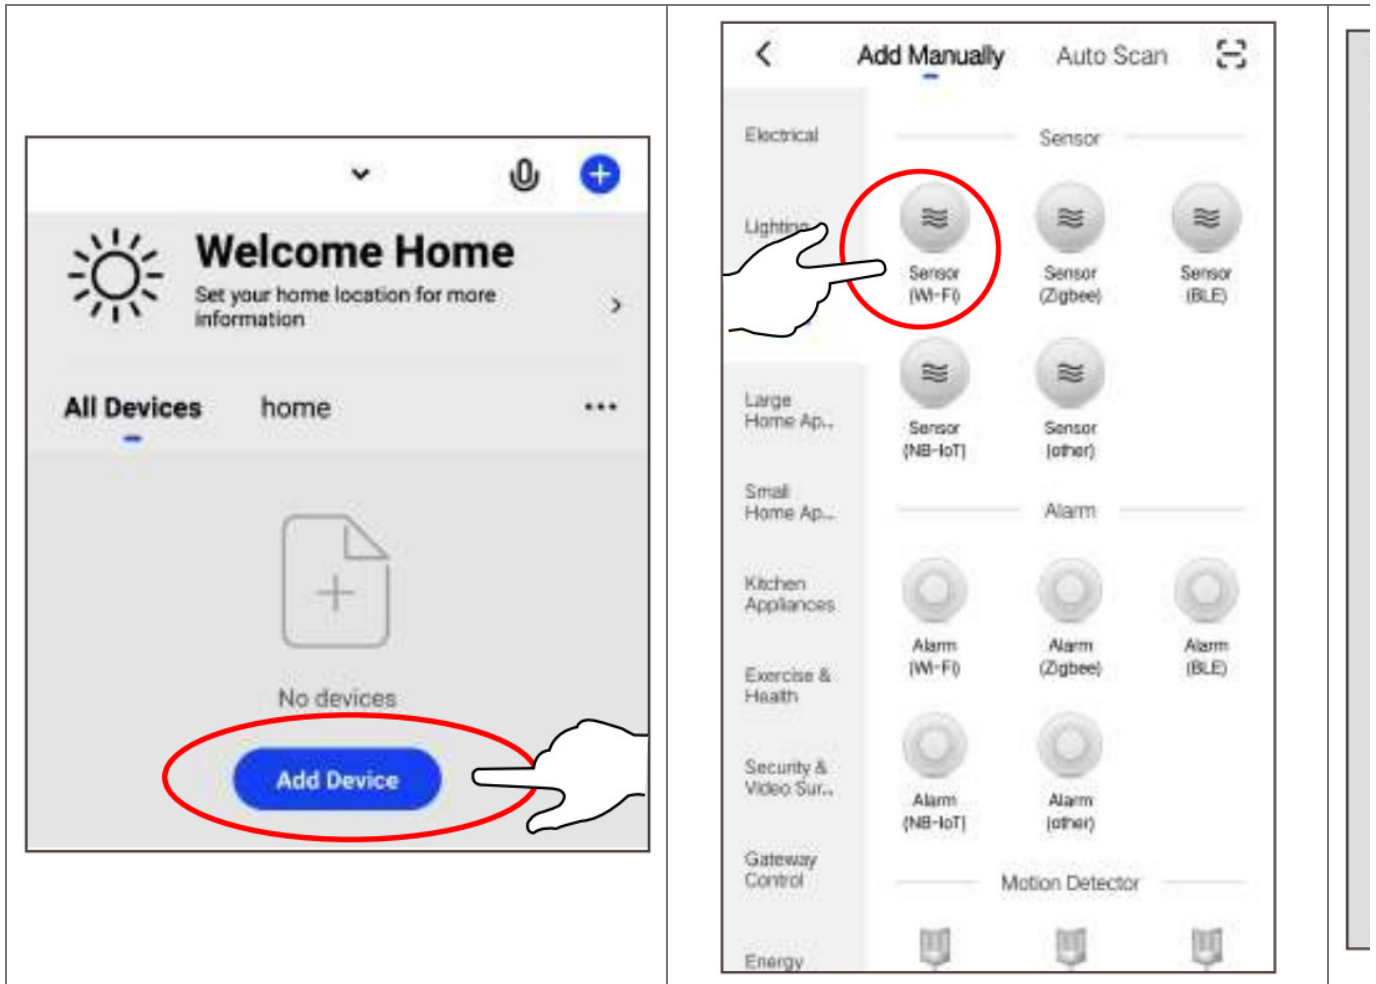 Welcome Home
Set your home location for more
information
All Devices
home
No devices
Add Device
Add Manually
Auto Scan
Electrical
Lighting
Large
Home Ap...
Small
Home Ap...
Kitchen
Appliances
Exercise &
Health
Security &
Video Sur...
Gateway
Control
Energy
Sensor
Sensor
(Wi-Fi)
Sensor
(Zigbee)
Sensor
(BLE)
Sensor
(NB-IoT)
Sensor
(other)
Alarm
Alarm
(Wi-Fi)
Alarm
(Zigbee)
Alarm
(BLE)
Alarm
(NB-IoT)
Alarm
(other)
Motion Detector